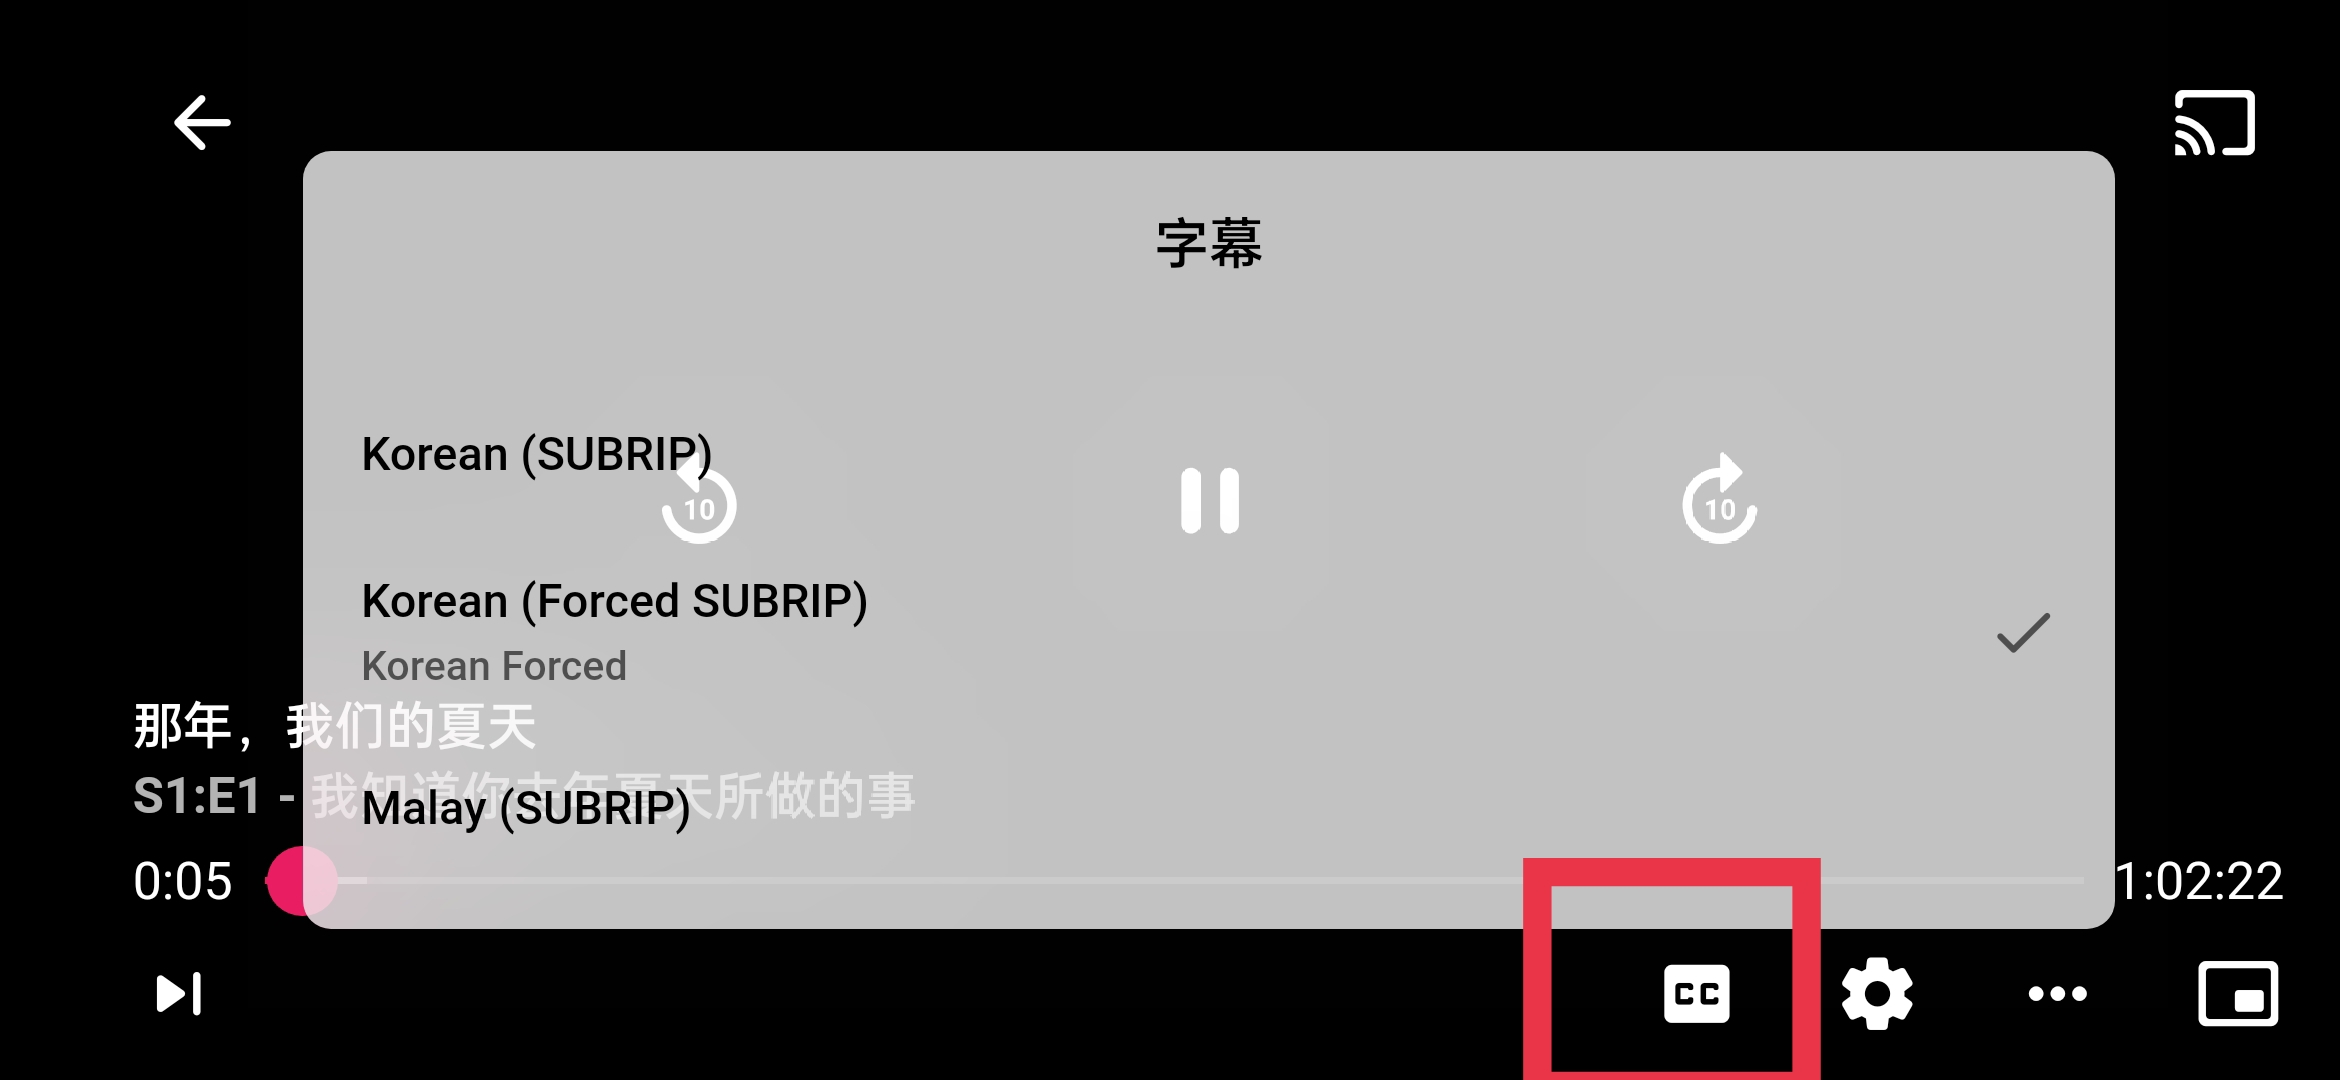 字幕
Korean (SUBRIP)
10
10
Korean (Forced SUBRIP)
Korean Forced
那年，我们的夏天
S1:E1 - 我知道你去年夏天所做的事
Malay (SUBRIP)
0:05
1:02:22
CC